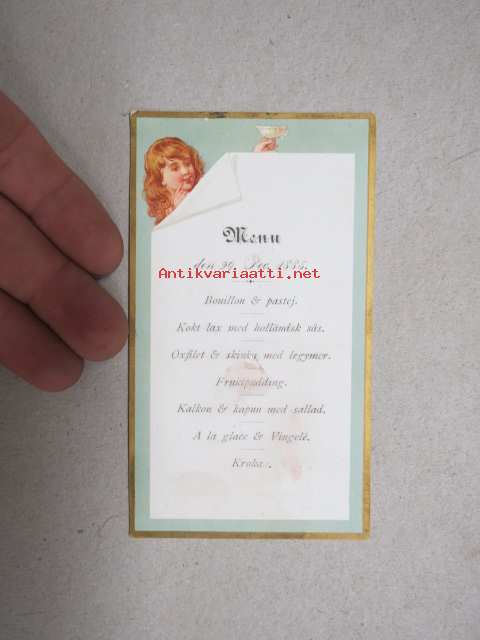 Menu
den 29 Dec. 1885.
Antikvariaatti.net
Bouillon & pastej.
Kokt lax med holländsk sås.
Oxfilet & skinka med legymer.
Fruktpudding.
Kalkon & kapun med sallad.
A la glace & Vingelé.
Krokan.